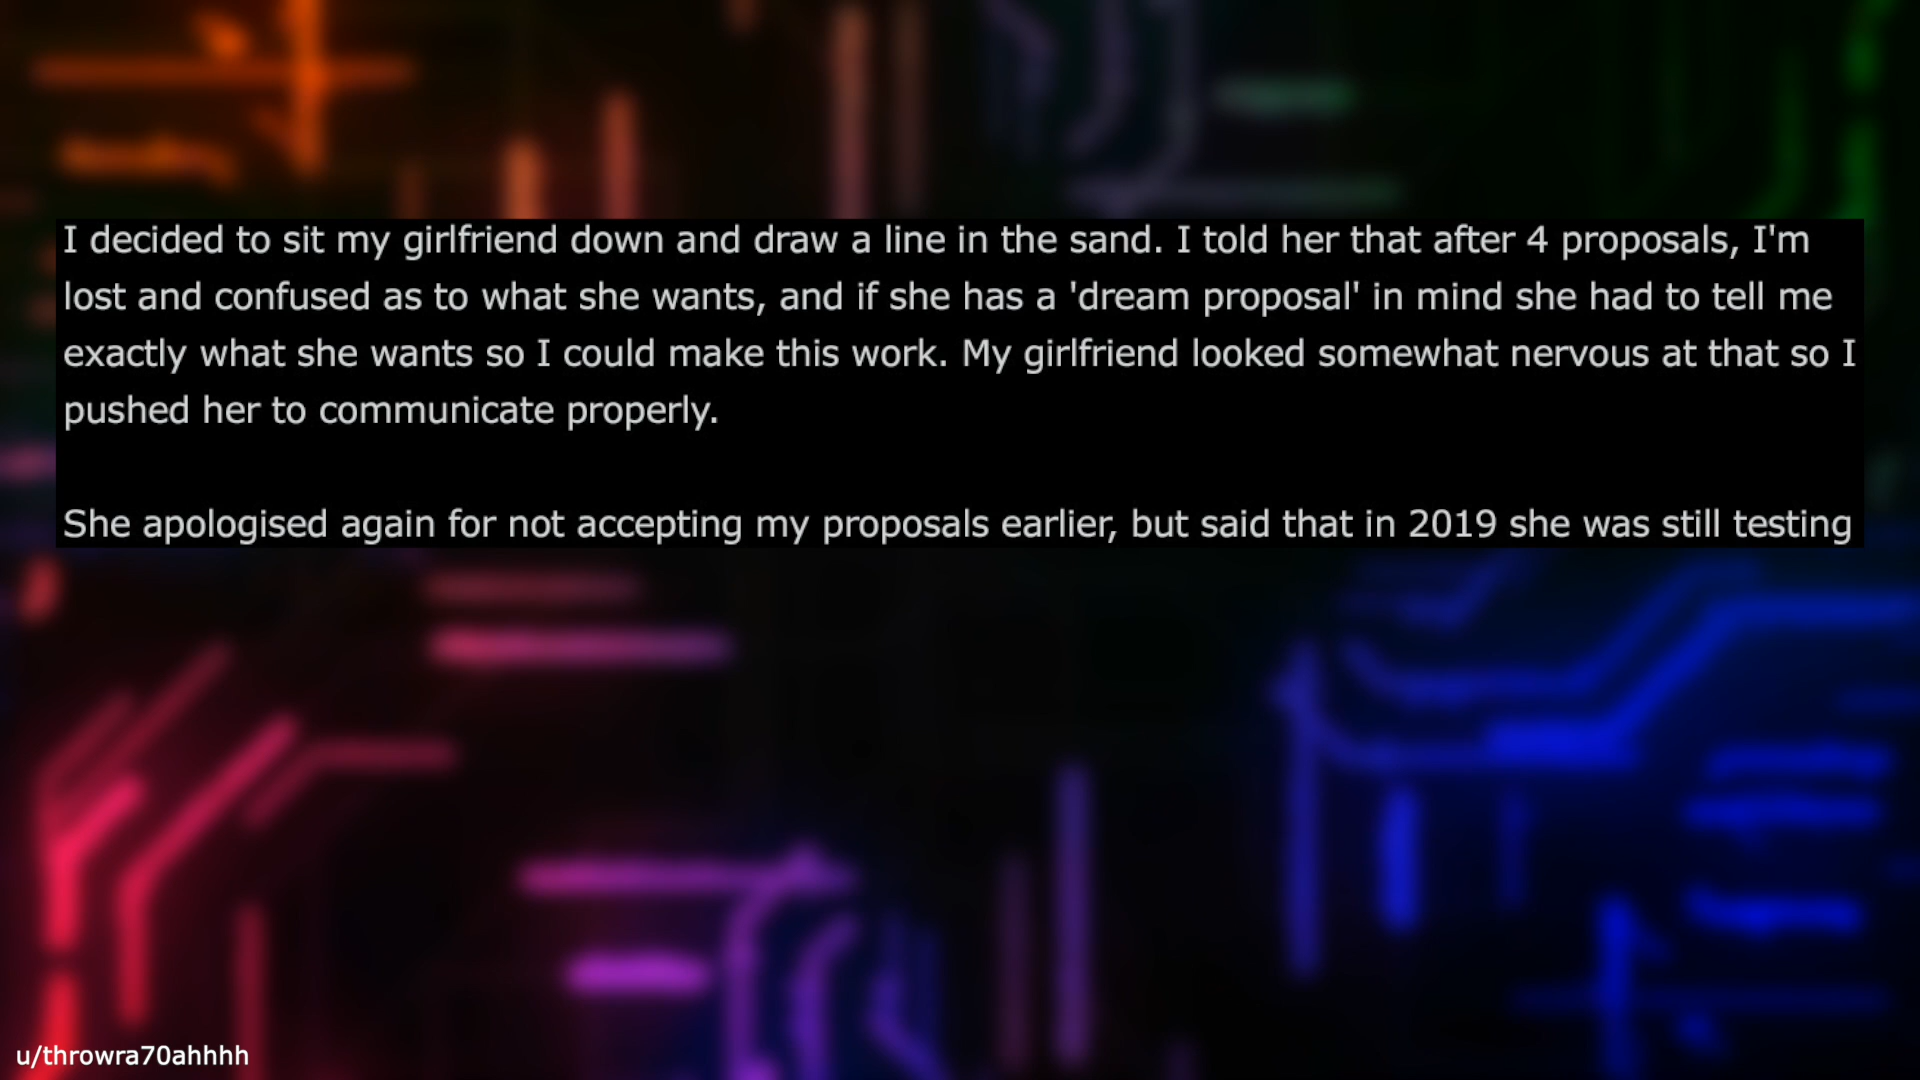 I decided to sit my girlfriend down and draw a line in the sand. I told her that after 4 proposals, I'm
lost and confused as to what she wants, and if she has a 'dream proposal' in mind she had to tell me
exactly what she wants so I could make this work. My girlfriend looked somewhat nervous at that so I
pushed her to communicate properly.
She apologised again for not accepting my proposals earlier, but said that in 2019 she was still testing
u/throwra70ahhhh